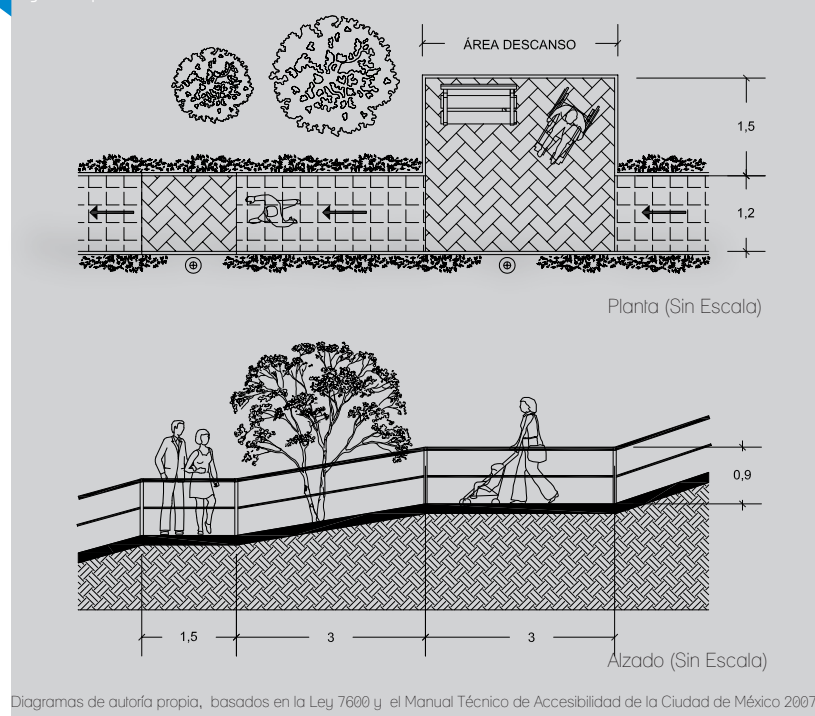 ÁREA DESCANSO
1,5
1,2
Planta (Sin Escala)
0,9
1,5
3
3
Alzado (Sin Escala)
Diagramas de autoría propia, basados en la Ley 7600 y el Manual Técnico de Accesibilidad de la Ciudad de México 2007